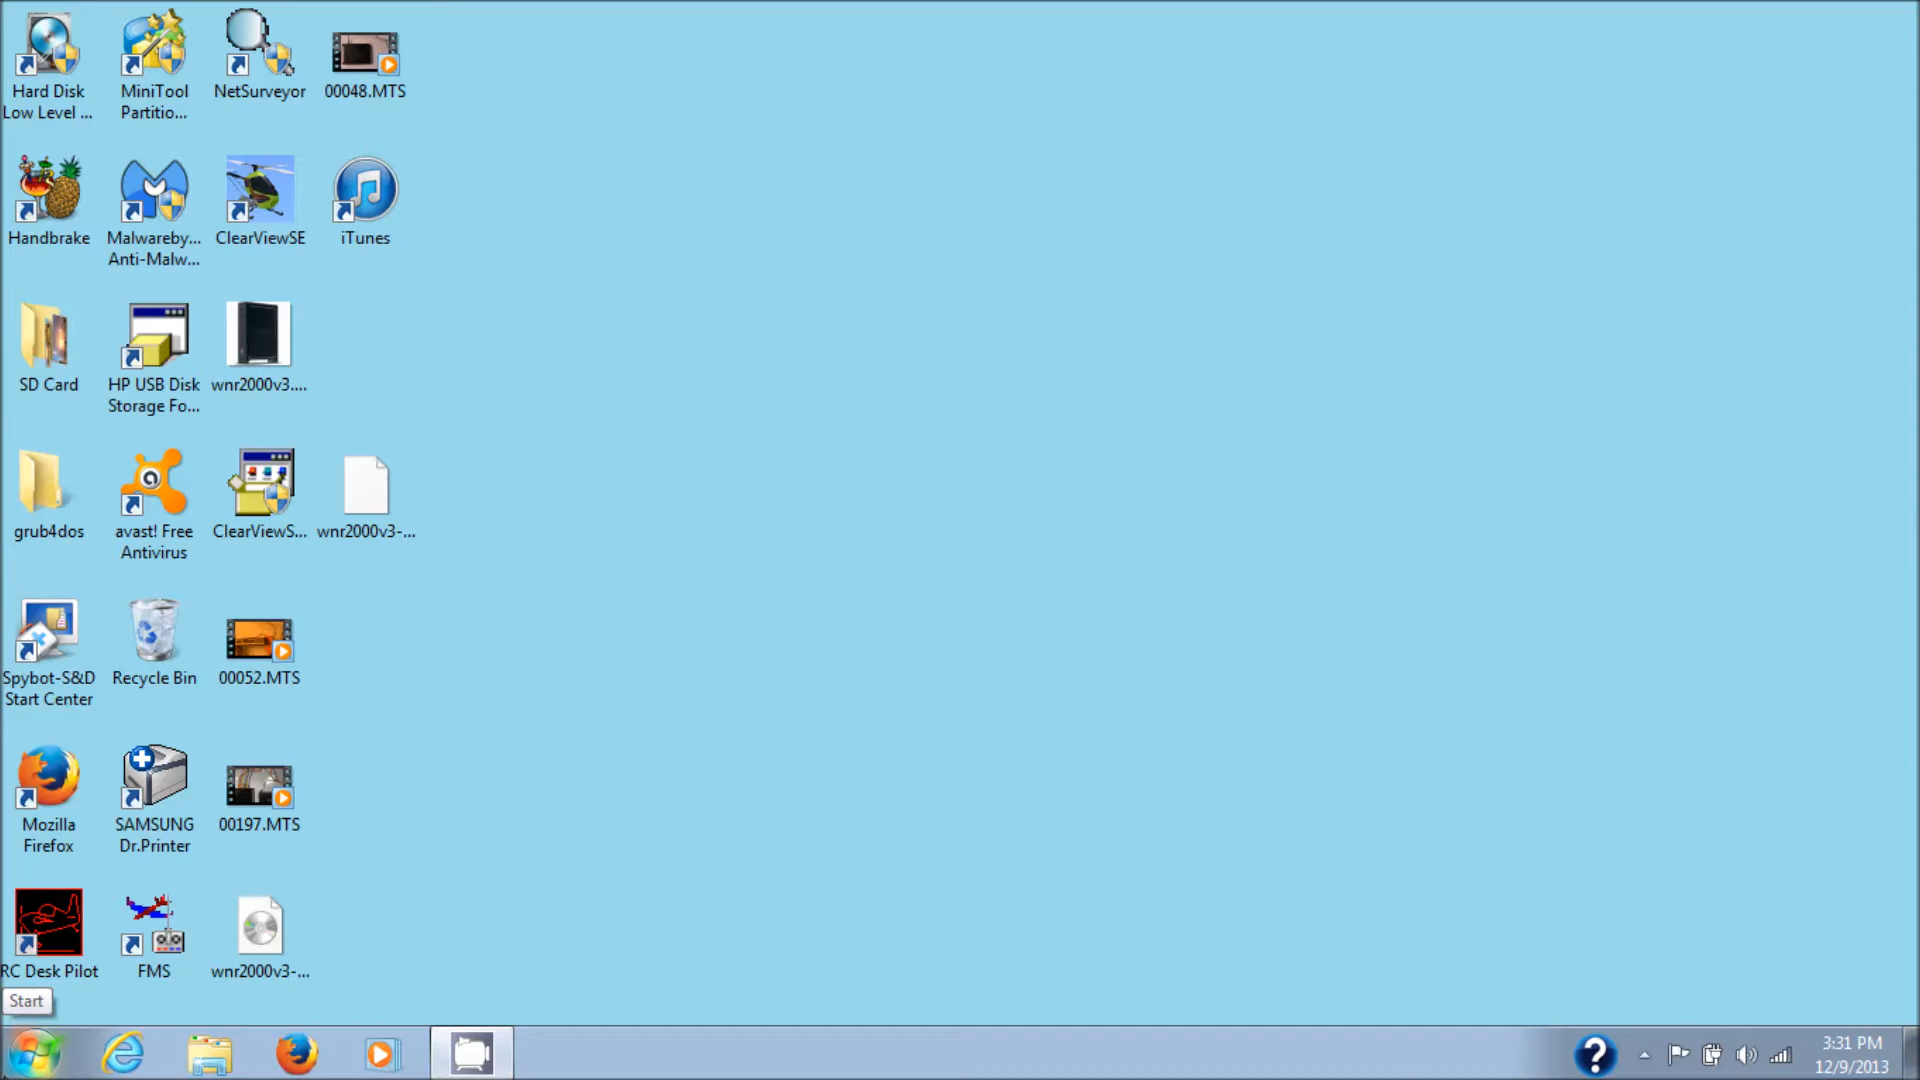 Hard Disk
Low Level ...
MiniTool
Partitio...
NetSurveyor
00048.MTS
Handbrake
Malwareby...
Anti-Malw...
ClearViewSE
iTunes
SD Card
HP USB Disk
Storage Fo...
wnr2000v3....
grub4dos
avast! Free
Antivirus
ClearViewS...
wnr2000v3-...
Spybot-S&D
Start Center
Recycle Bin
00052.MTS
Mozilla
Firefox
SAMSUNG
Dr.Printer
00197.MTS
RC Desk Pilot
FMS
wnr2000v3-...
Start
3:31 PM
12/9/2013